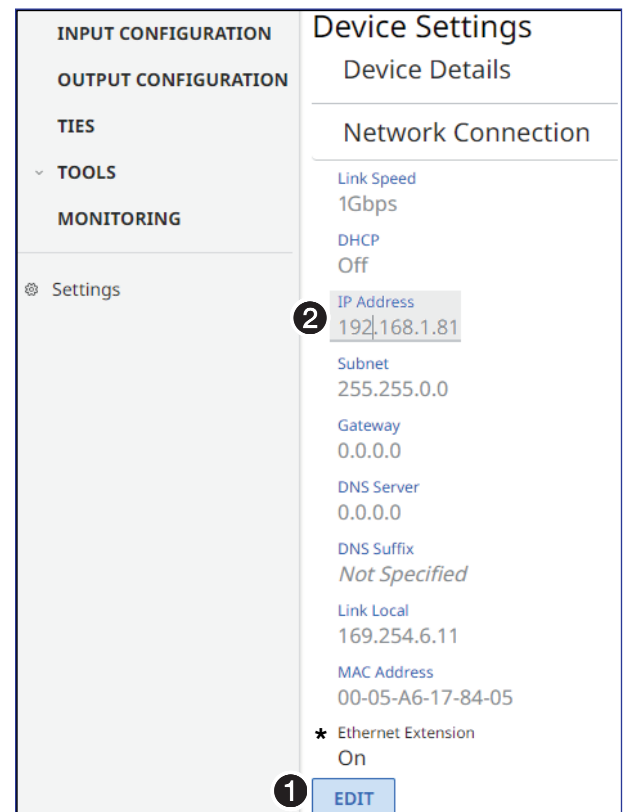 INPUT CONFIGURATION
OUTPUT CONFIGURATION
TIES
TOOLS
MONITORING
Settings
Device Settings
Device Details
Network Connection
Link Speed
1Gbps
DHCP
Off
IP Address
2 192.168.1.81
Subnet
255.255.0.0
Gateway
0.0.0.0
DNS Server
0.0.0.0
DNS Suffix
Not Specified
Link Local
169.254.6.11
MAC Address
00-05-A6-17-84-05
* Ethernet Extension
On
1 EDIT